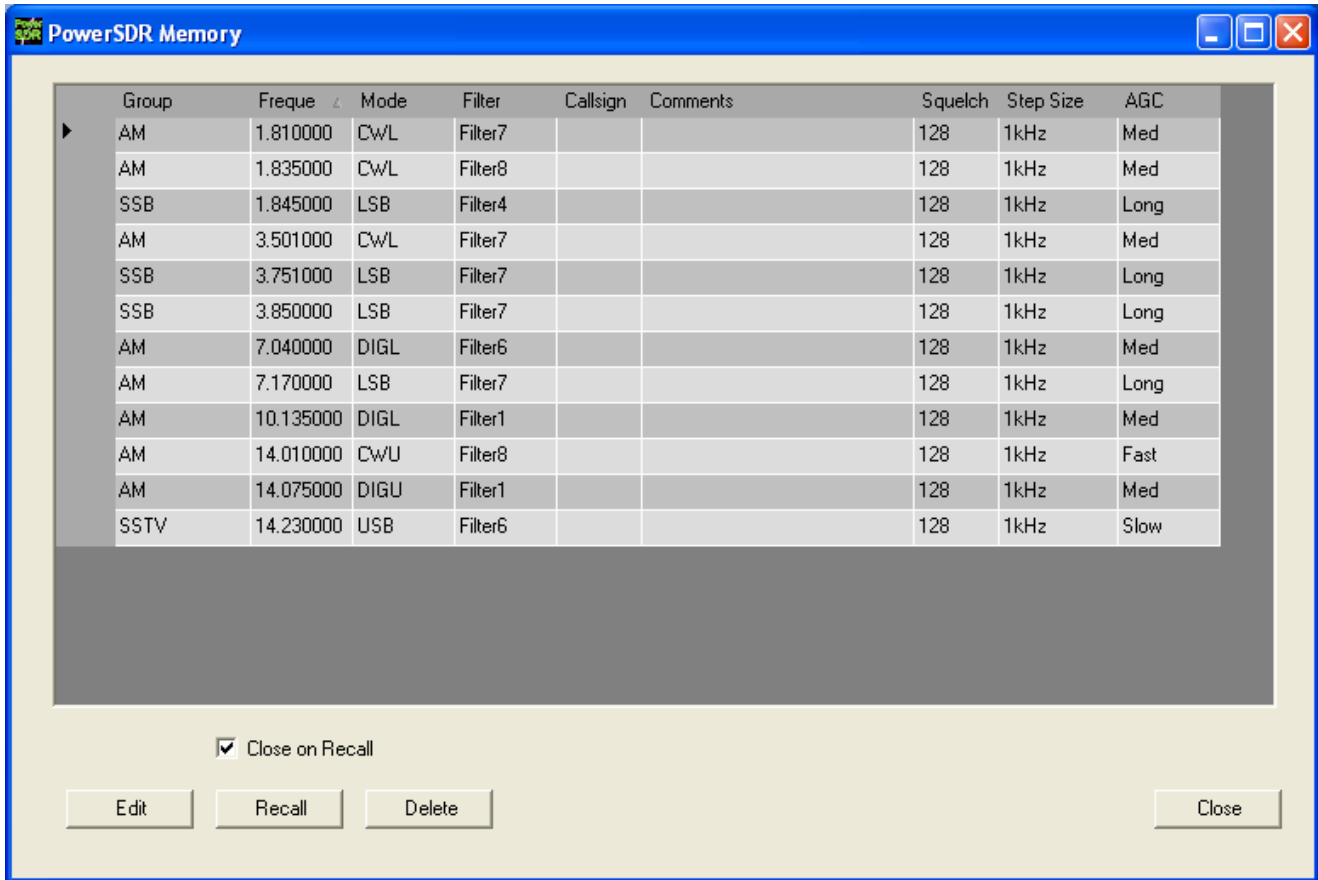 Power SDR PowerSDR Memory
Group Freque Mode Filter Callsign Comments Squelch Step Size AGC
AM 1.810000 CWL Filter7 128 1kHz Med
AM 1.835000 CWL Filter8 128 1kHz Med
SSB 1.845000 LSB Filter4 128 1kHz Long
AM 3.501000 CWL Filter7 128 1kHz Med
SSB 3.751000 LSB Filter7 128 1kHz Long
SSB 3.850000 LSB Filter7 128 1kHz Long
AM 7.040000 DIGL Filter6 128 1kHz Med
AM 7.170000 LSB Filter7 128 1kHz Long
AM 10.135000 DIGL Filter1 128 1kHz Med
AM 14.010000 CWU Filter8 128 1kHz Fast
AM 14.075000 DIGU Filter1 128 1kHz Med
SSTV 14.230000 USB Filter6 128 1kHz Slow
Close on Recall
Edit Recall Delete Close